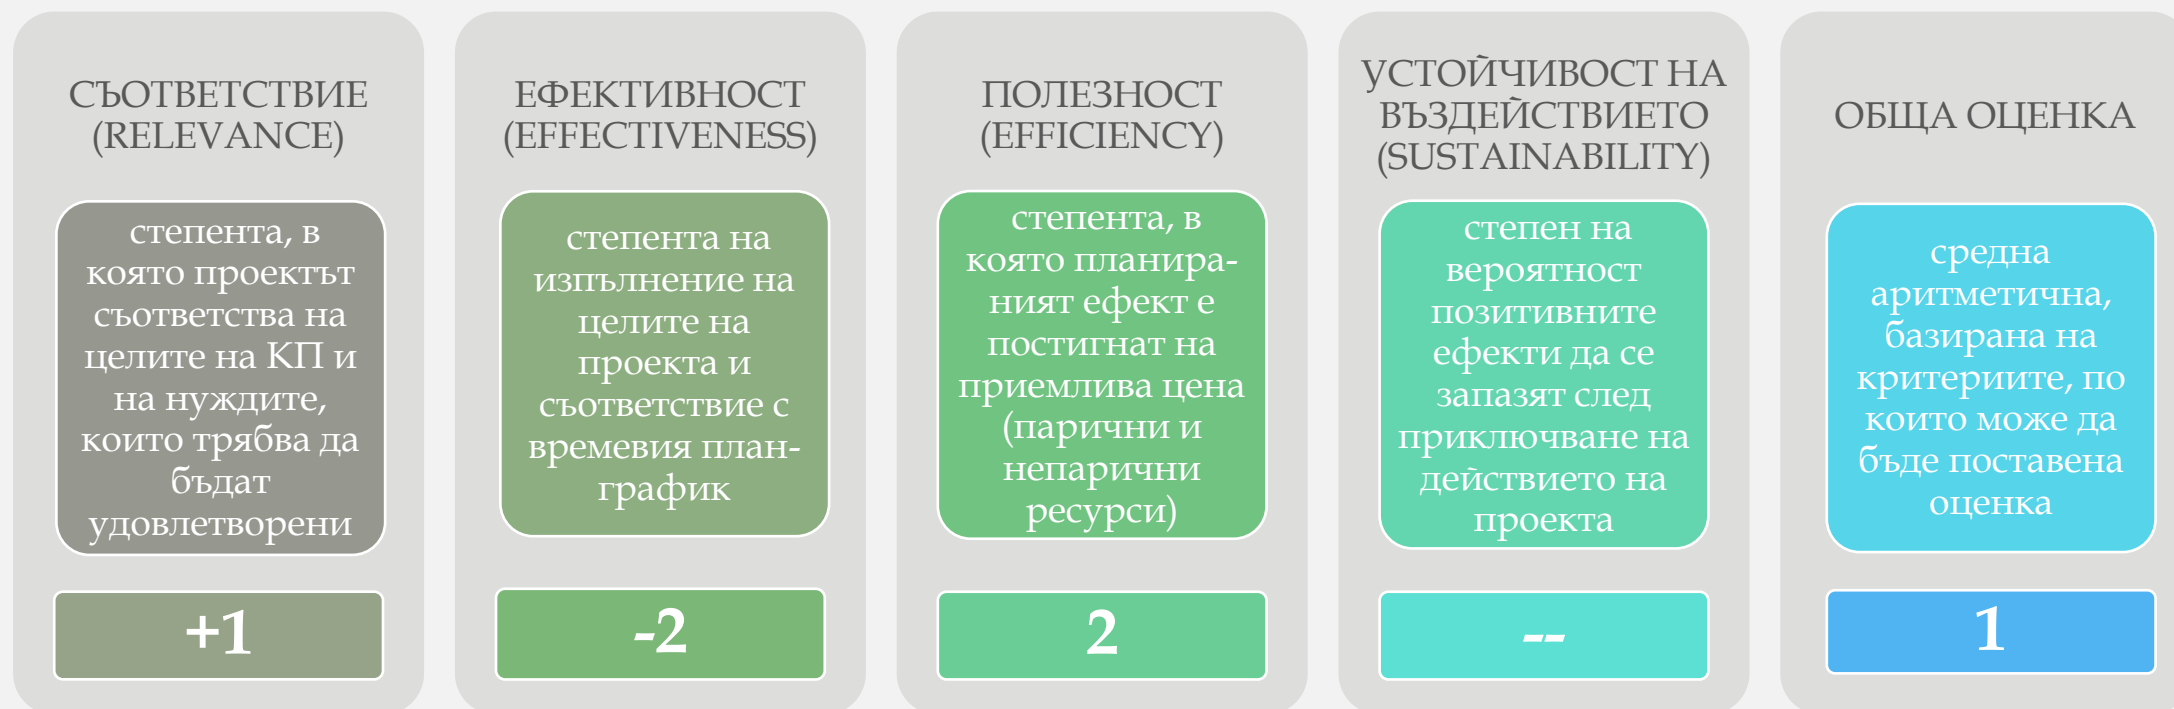 СЪОТВЕТСТВИЕ
(RELEVANCE)
степента, в
която проектът
съответства на
целите на КП и
на нуждите,
които трябва да
бъдат
удовлетворени
+1
ЕФЕКТИВНОСТ
(EFFECTIVENESS)
степента на
изпълнение на
целите на
проекта и
съответствие с
времевия план-
график
-2
ПОЛЕЗНОСТ
(EFFICIENCY)
степента, в
която планира-
ният ефект е
постигнат на
приемлива цена
(парични и
непарични
ресурси)
2
УСТОЙЧИВОСТ НА
ВЪЗДЕЙСТВИЕТО
(SUSTAINABILITY)
степен на
вероятност
позитивните
ефекти да се
запазят след
приключване на
действието на
проекта
--
ОБЩА ОЦЕНКА
средна
аритметична,
базирана на
критериите, по
които може да
бъде поставена
оценка
1